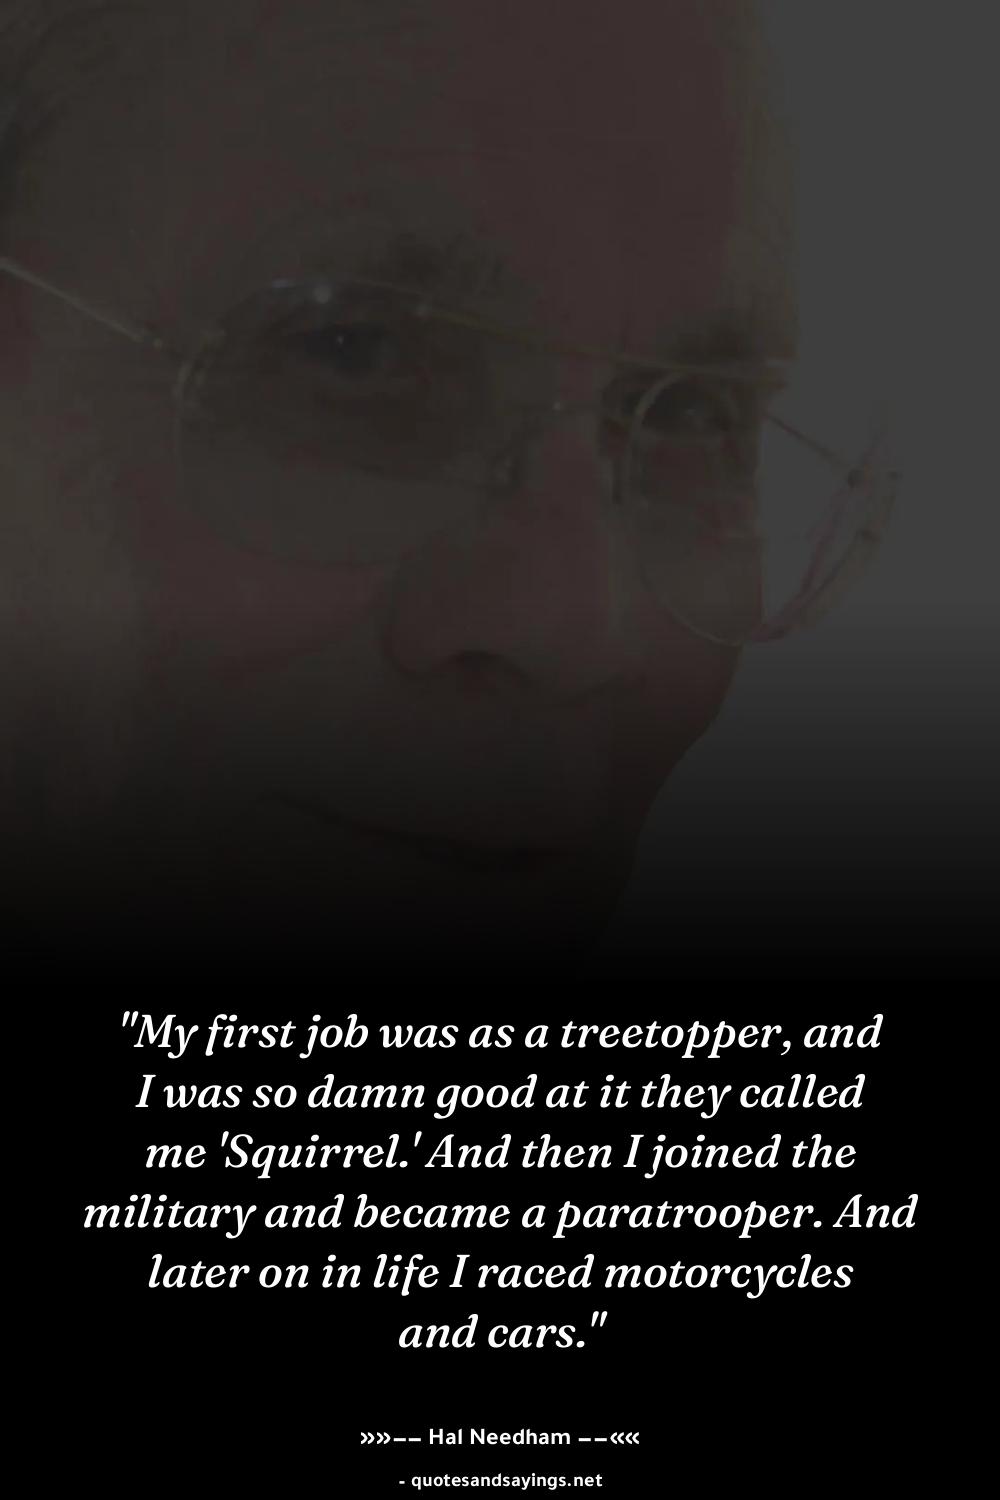 "My first job was as a treetopper, and
I was so damn good at it they called
me 'Squirrel.' And then I joined the
military and became a paratrooper. And
later on in life I raced motorcycles
and cars."
»»–– Hal Needham ––««
- quotesandsayings.net